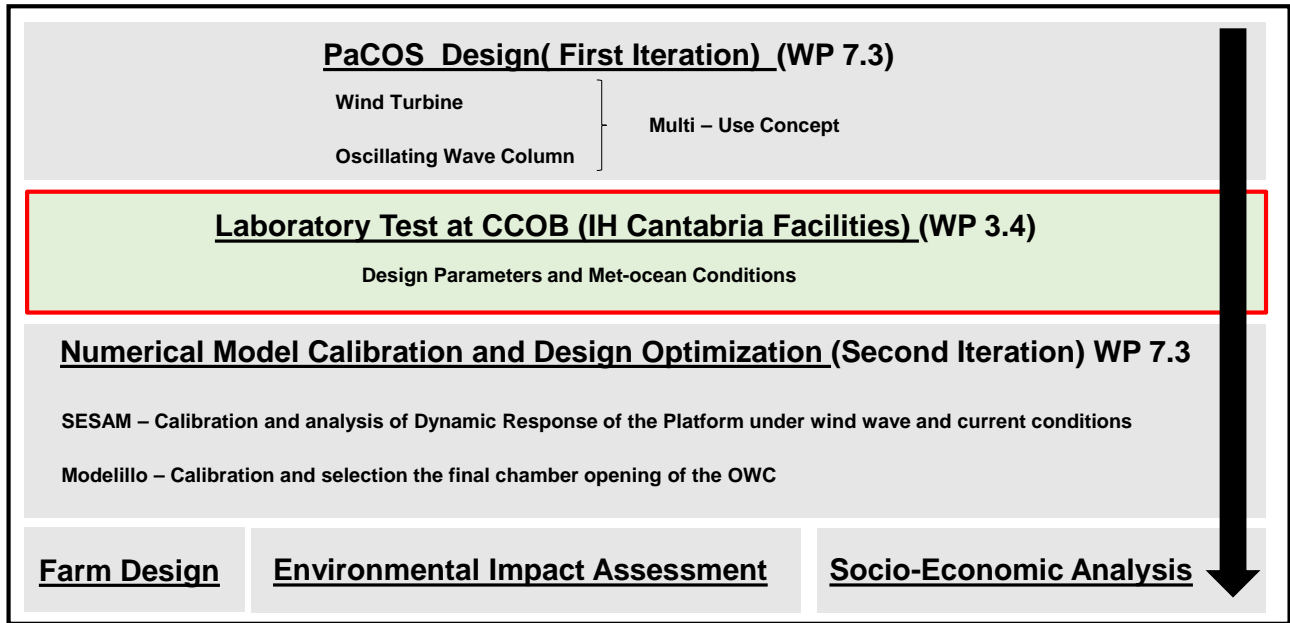 PaCOS Design( First Iteration) (WP 7.3)
Wind Turbine
Multi – Use Concept
Oscillating Wave Column
Laboratory Test at CCOB (IH Cantabria Facilities) (WP 3.4)
Design Parameters and Met-ocean Conditions
Numerical Model Calibration and Design Optimization (Second Iteration) WP 7.3
SESAM – Calibration and analysis of Dynamic Response of the Platform under wind wave and current conditions
Modelillo – Calibration and selection the final chamber opening of the OWC
Farm Design
Environmental Impact Assessment
Socio-Economic Analysis